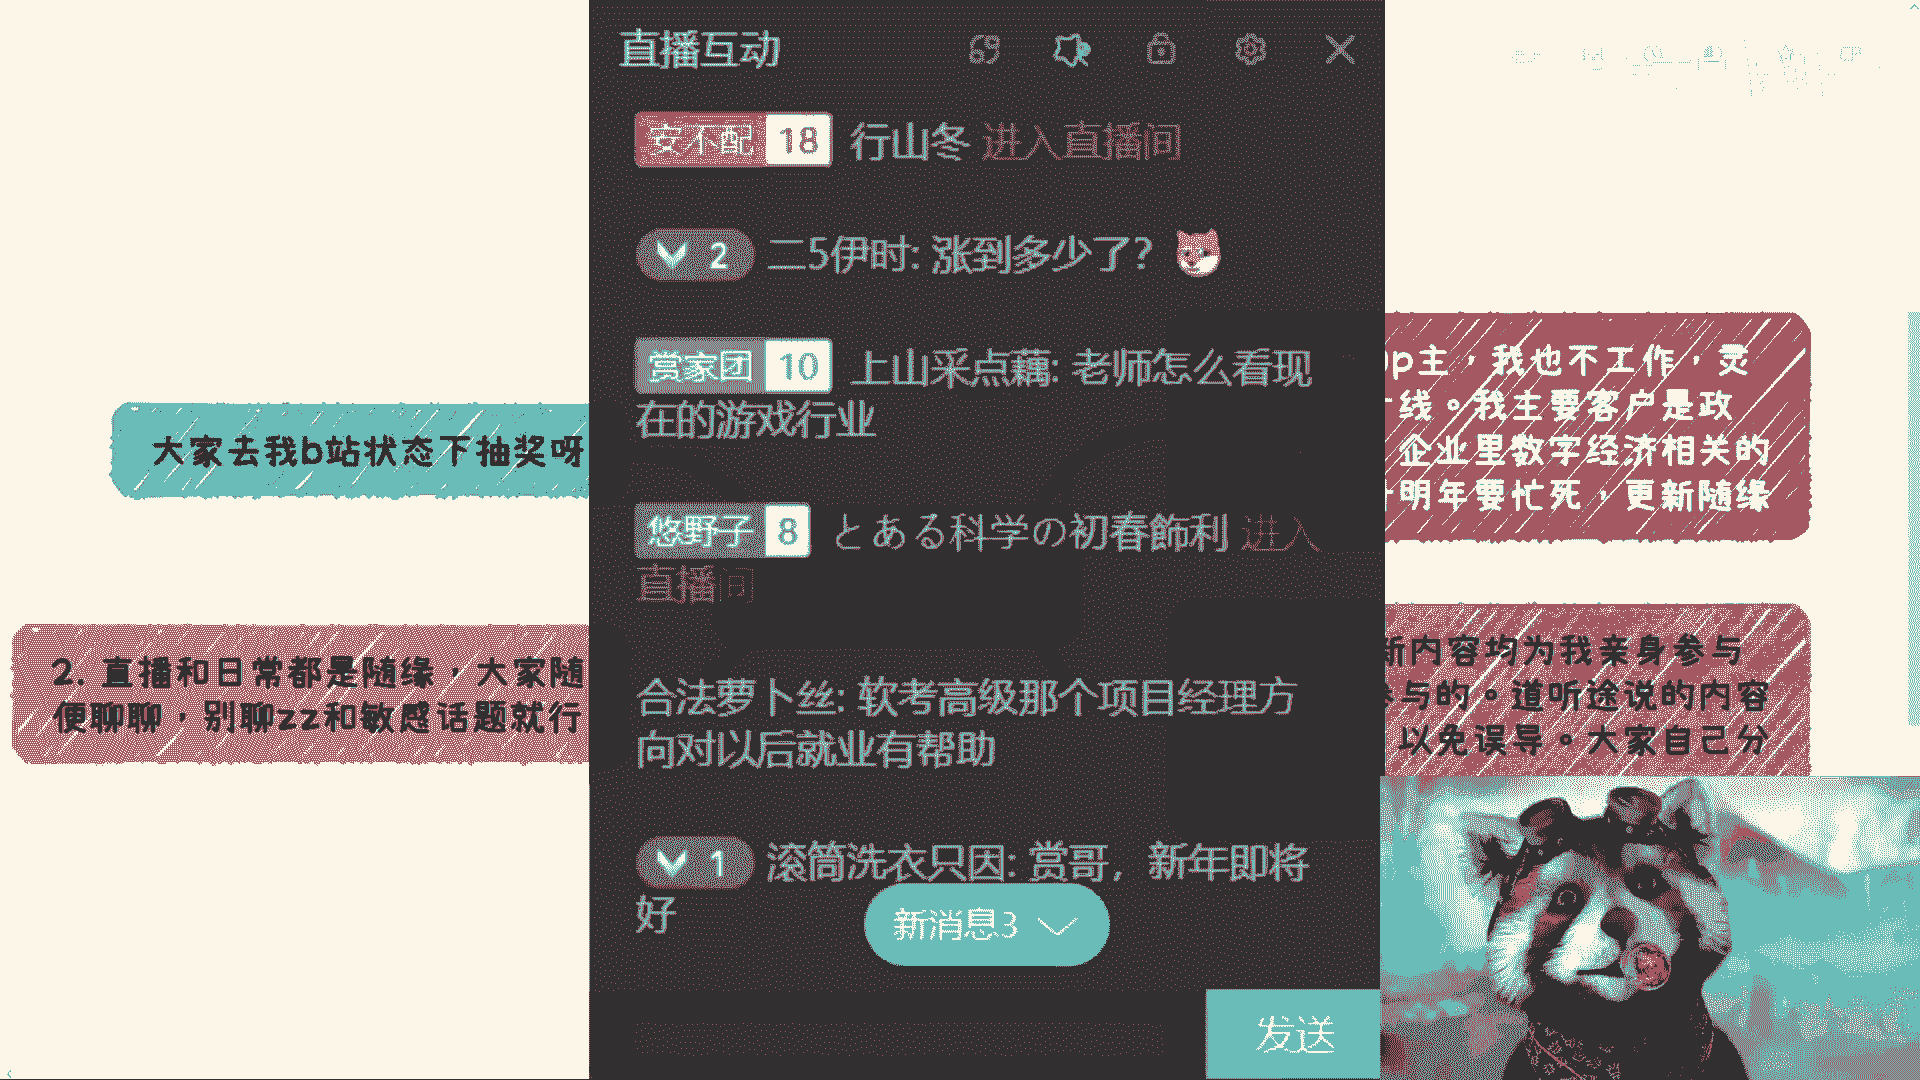 直播互动
安不配 18 行山冬 进入直播间
2 二5伊时: 涨到多少了?
赏家团 10 上山采点藕: 老师怎么看现
在的游戏行业
悠野子 8 とある科学の初春飾利 进入
直播间
合法萝卜丝: 软考高级那个项目经理方
向对以后就业有帮助
1 滚筒洗衣只因: 赏哥，新年即将
好
新消息3
发送
大家去我b站状态下抽奖呀
2. 直播和日常都是随缘，大家随
便聊聊，别聊zz和敏感话题就行
p主，我也不工作，灵
线。我主要客户是政
企业里数字经济相关的
明年要忙死，更新随缘
新内容均为我亲身参与
参与的。道听途说的内容
以免误导。大家自己分